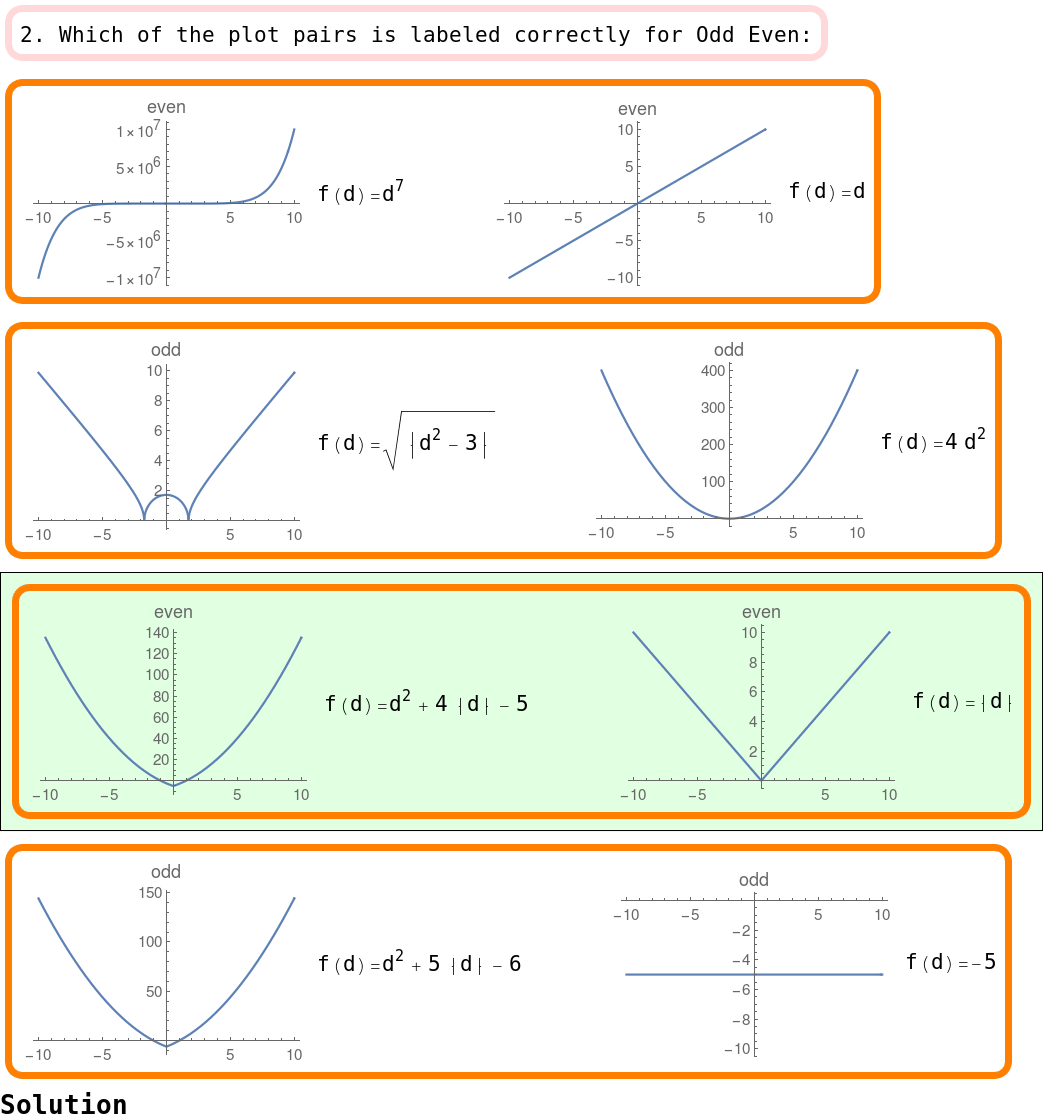 2. Which of the plot pairs is labeled correctly for Odd Even:
even
1×10^7
5×10^6
−10 −5 5 10
−5×10^6
−1×10^7
f(d)=d^7
even
10
5
−10 −5 5 10
−5
−10
f(d)=d
odd
10
8
6
4
2
−10 −5 5 10
f(d)=√|d^2 − 3|
odd
400
300
200
100
−10 −5 5 10
f(d)=4 d^2
even
140
120
100
80
60
40
20
−10 −5 5 10
f(d)=d^2 + 4 |d| − 5
even
10
8
6
4
2
−10 −5 5 10
f(d)=|d|
odd
150
100
50
−10 −5 5 10
f(d)=d^2 + 5 |d| − 6
odd
−10 −5 5 10
−2
−4
−6
−8
−10
f(d)=−5
Solution